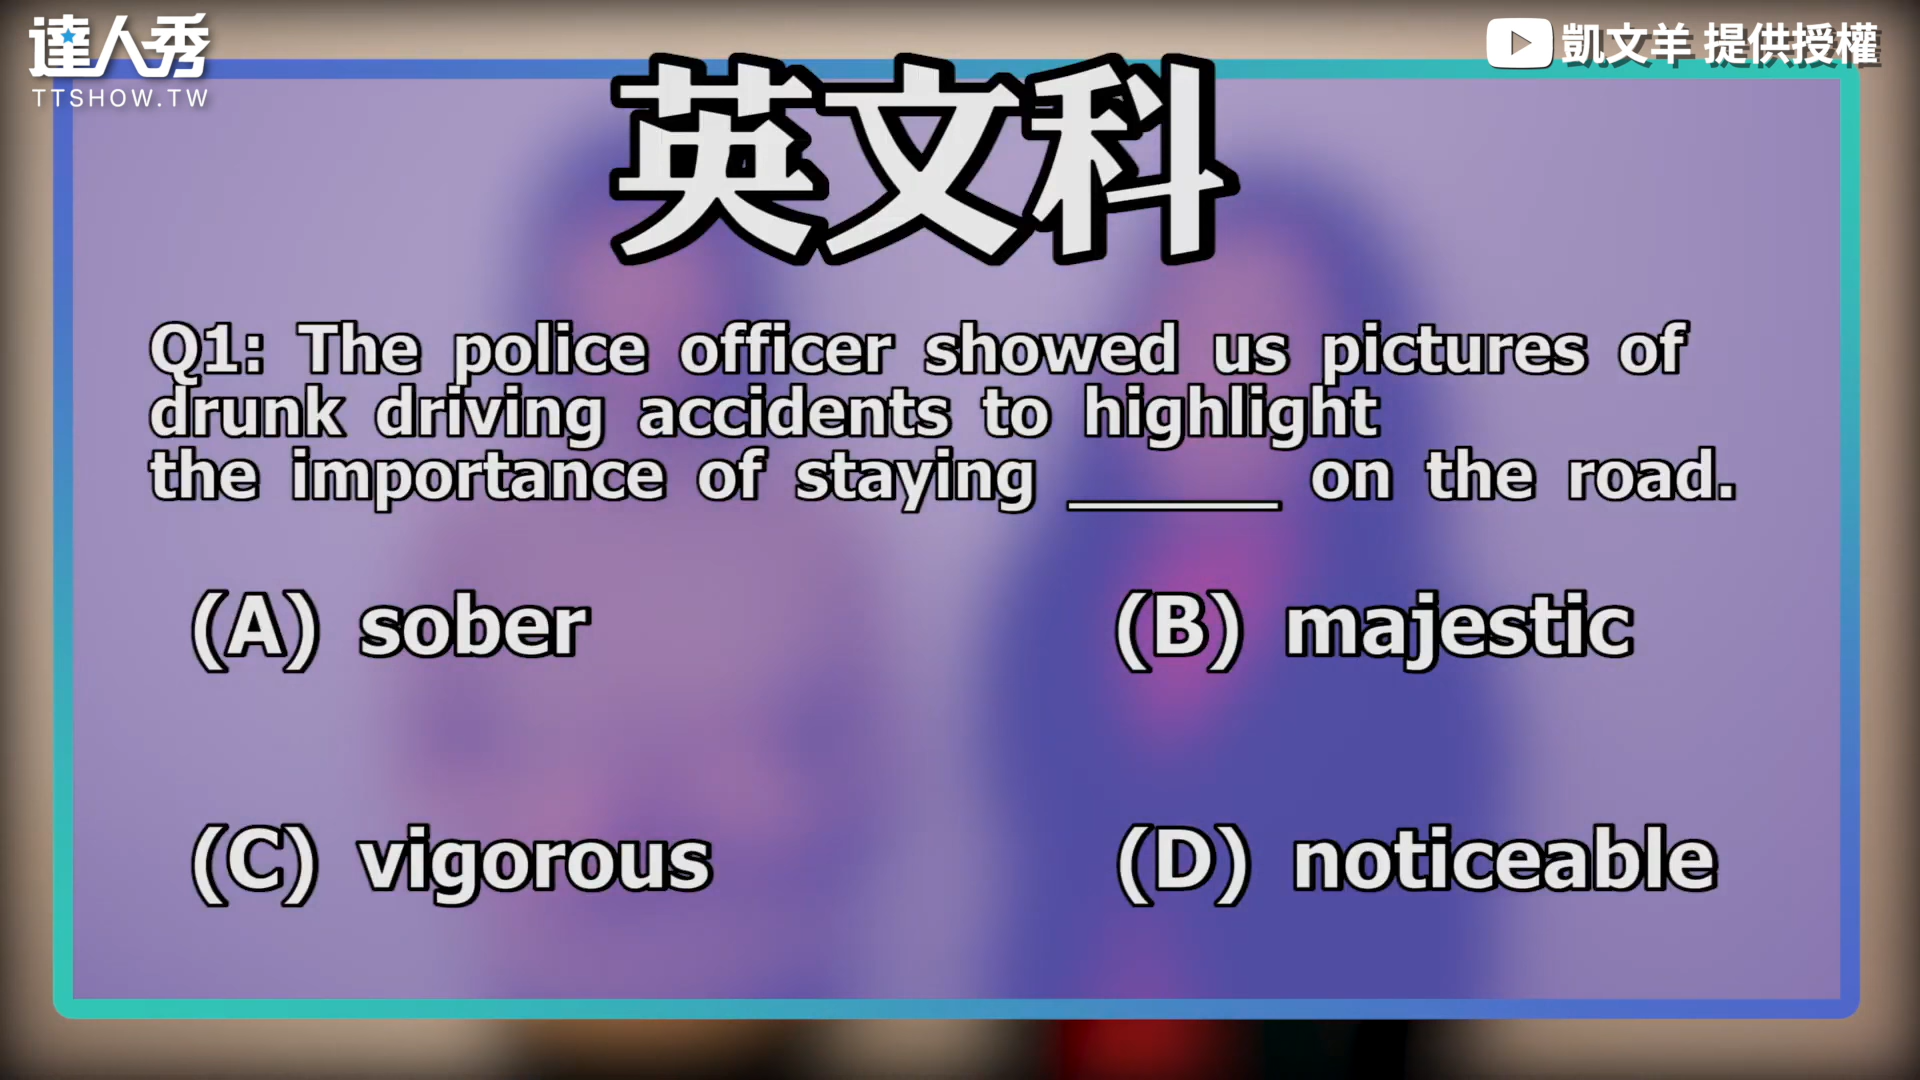 達人秀
TTSHOW.TW
凱文羊 提供授權
英文科
Q1: The police officer showed us pictures of
drunk driving accidents to highlight
the importance of staying ______ on the road.
(A) sober
(B) majestic
(C) vigorous
(D) noticeable